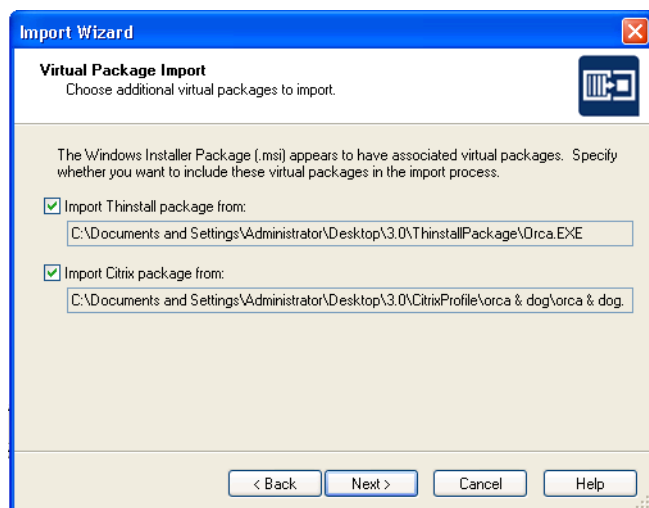 Import Wizard
Virtual Package Import
Choose additional virtual packages to import.
The Windows Installer Package (.msi) appears to have associated virtual packages. Specify
whether you want to include these virtual packages in the import process.
Import Thinstall package from:
C:\Documents and Settings\Administrator\Desktop\3.0\ThinstallPackage\Orca.EXE
Import Citrix package from:
C:\Documents and Settings\Administrator\Desktop\3.0\CitrixProfile\orca & dog\orca & dog.
< Back Next > Cancel Help